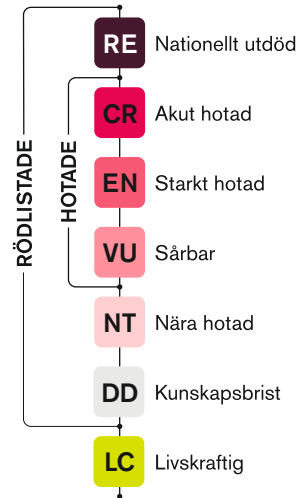 RÖDLISTADE
HOTADE
RE Nationellt utdöd
CR Akut hotad
EN Starkt hotad
VU Sårbar
NT Nära hotad
DD Kunskapsbrist
LC Livskraftig